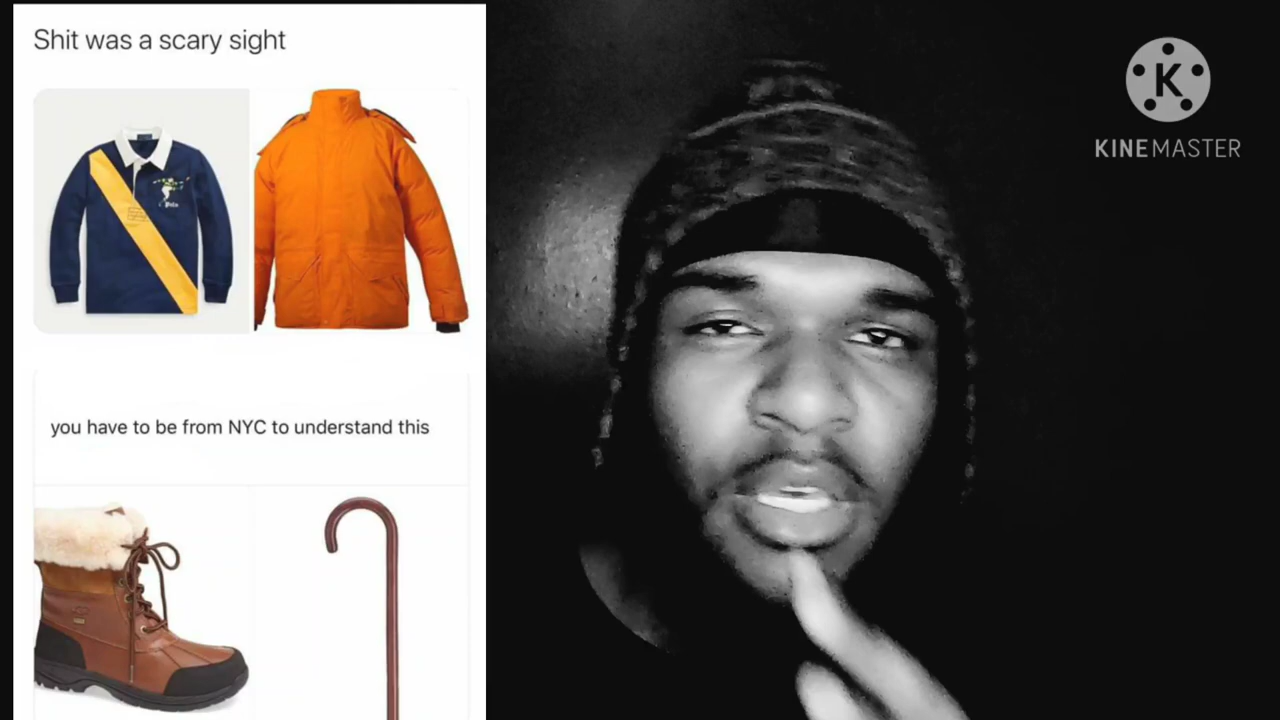 Shit was a scary sight
you have to be from NYC to understand this
K
KINEMASTER